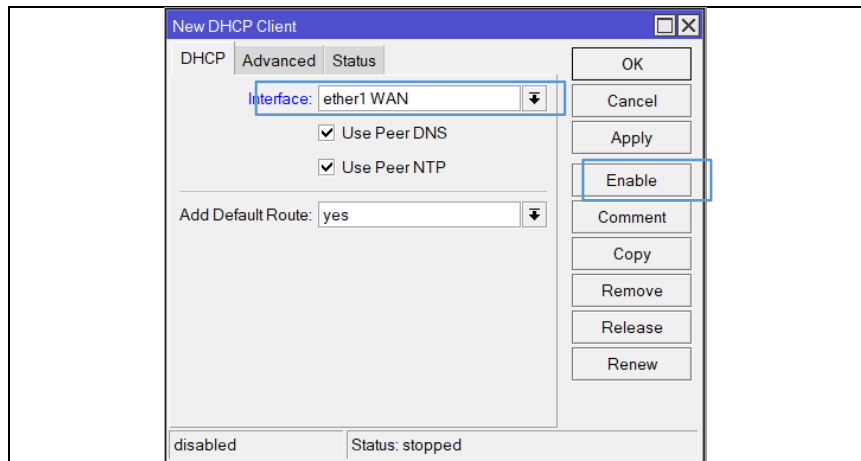 New DHCP Client
DHCP Advanced Status
OK
Interface: ether1 WAN
Cancel
Use Peer DNS
Apply
Use Peer NTP
Enable
Add Default Route: yes
Comment
Copy
Remove
Release
Renew
disabled Status: stopped